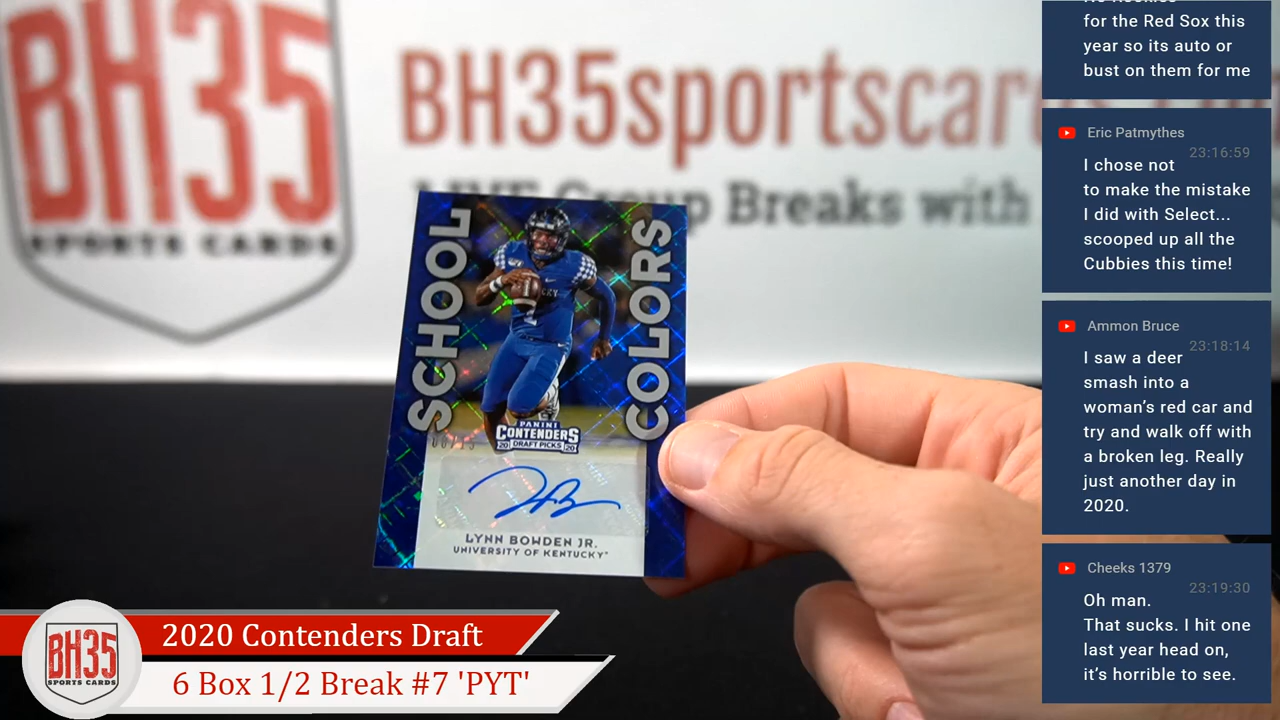 BH35
SPORTS CARDS
BH35sportscar
Group Breaks with
SCHOOL
COLORS
PANINI
CONTENDERS
20 DRAFT PICKS 20
LYNN BOWDEN JR.
UNIVERSITY OF KENTUCKY
BH35
SPORTS CARDS
2020 Contenders Draft
6 Box 1/2 Break #7 'PYT'
for the Red Sox this
year so its auto or
bust on them for me
Eric Patmythes
23:16:59
I chose not
to make the mistake
I did with Select...
scooped up all the
Cubbies this time!
Ammon Bruce
23:18:14
I saw a deer
smash into a
woman's red car and
try and walk off with
a broken leg. Really
just another day in
2020.
Cheeks 1379
23:19:30
Oh man.
That sucks. I hit one
last year head on,
it's horrible to see.